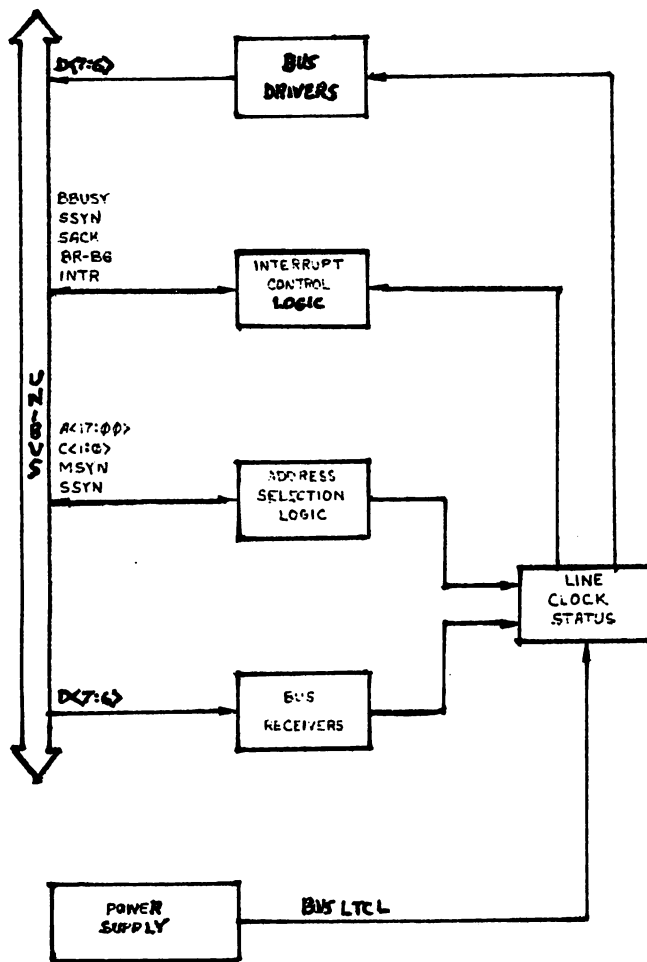 D<7:6>
BUS
DRIVERS
BBUSY
SSYN
SACK
BR-BG
INTR
INTERRUPT
CONTROL
LOGIC
UNIBUS
A<17:00>
C<1:0>
MSYN
SSYN
ADDRESS
SELECTION
LOGIC
LINE
CLOCK
STATUS
D<7:6>
BUS
RECEIVERS
POWER
SUPPLY
BUS LTCL